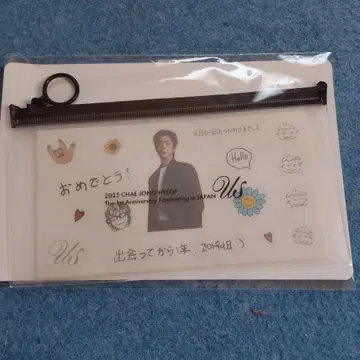 おめでとう!
Hello
2025 CHAE JONG HYEOP
The 1st Anniversary Fanmeeting in JAPAN
Us
Us
出会ってから1年